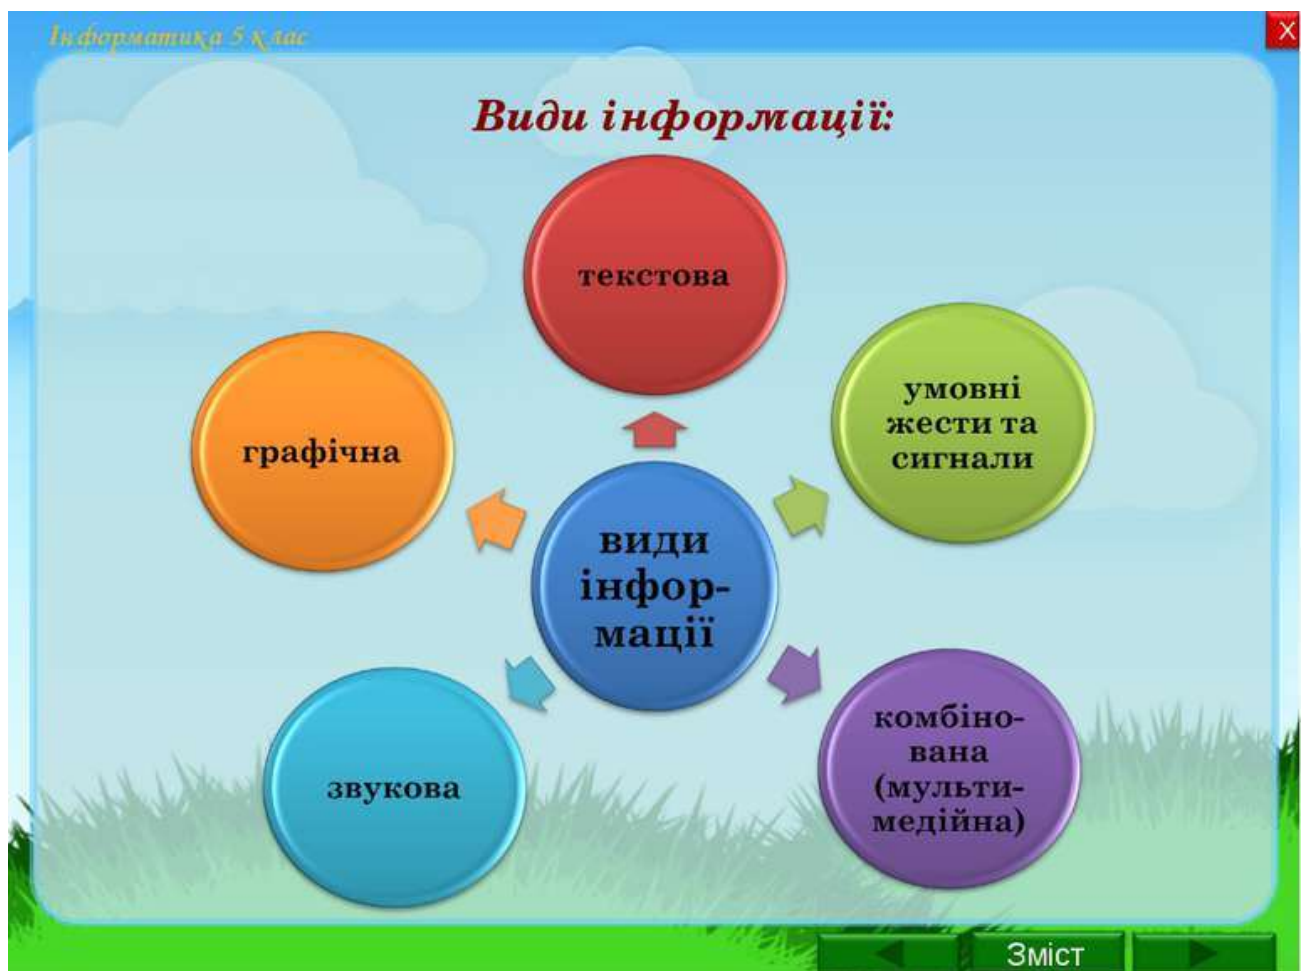 Інформатика 5 клас
X
Види інформації:
текстова
умовні
жести та
сигнали
графічна
види
інфор-
мації
комбіно-
вана
(мульти-
медійна)
звукова
Зміст